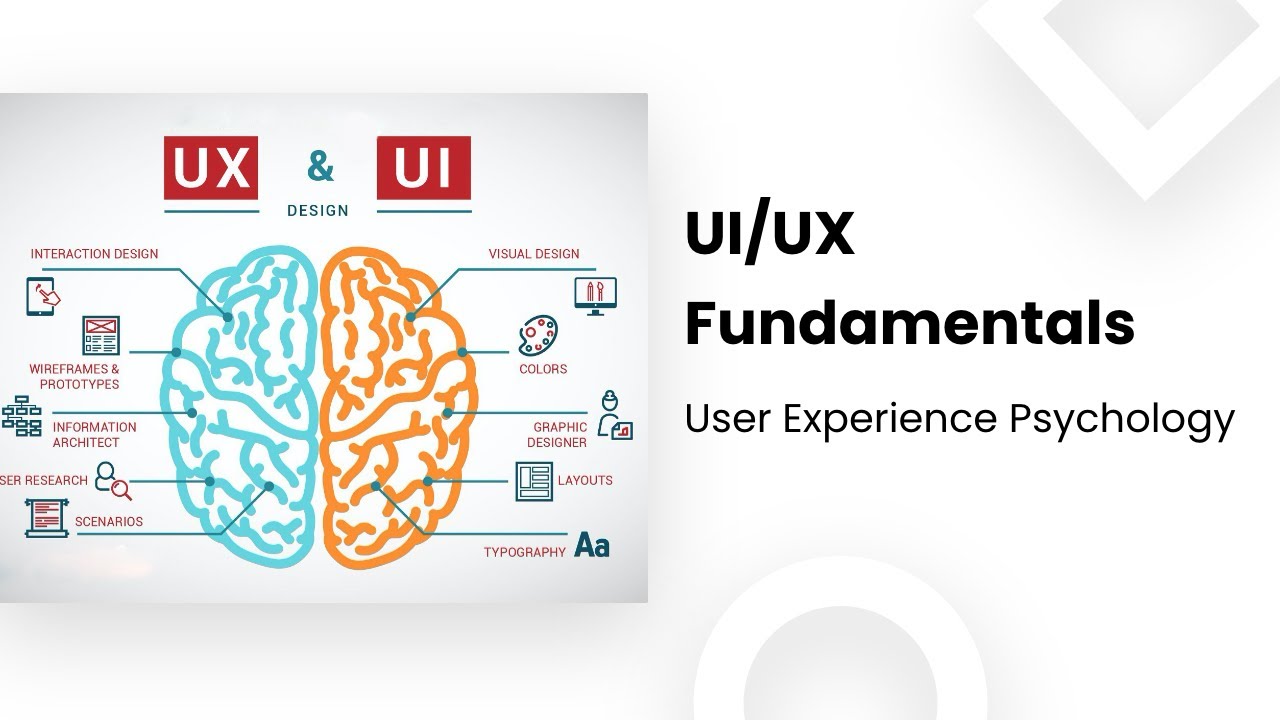 UX & UI
DESIGN
INTERACTION DESIGN
WIREFRAMES &
PROTOTYPES
INFORMATION
ARCHITECT
SER RESEARCH
SCENARIOS
VISUAL DESIGN
COLORS
GRAPHIC
DESIGNER
LAYOUTS
TYPOGRAPHY Aa
UI/UX
Fundamentals
User Experience Psychology